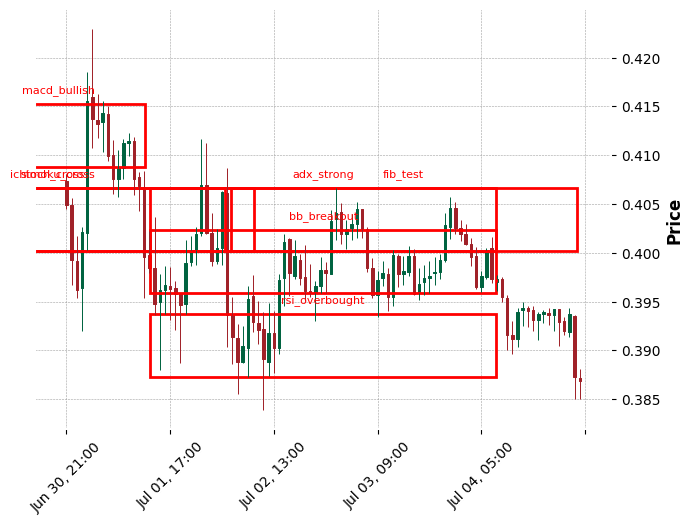 macd_bullish
stoch_cross
adx_strong
fib_test
bb_breakout
rsi_overbought
0.420
0.415
0.410
0.405
0.400
0.395
0.390
0.385
Price
Jun 30, 21:00
Jul 01, 17:00
Jul 02, 13:00
Jul 03, 09:00
Jul 04, 05:00